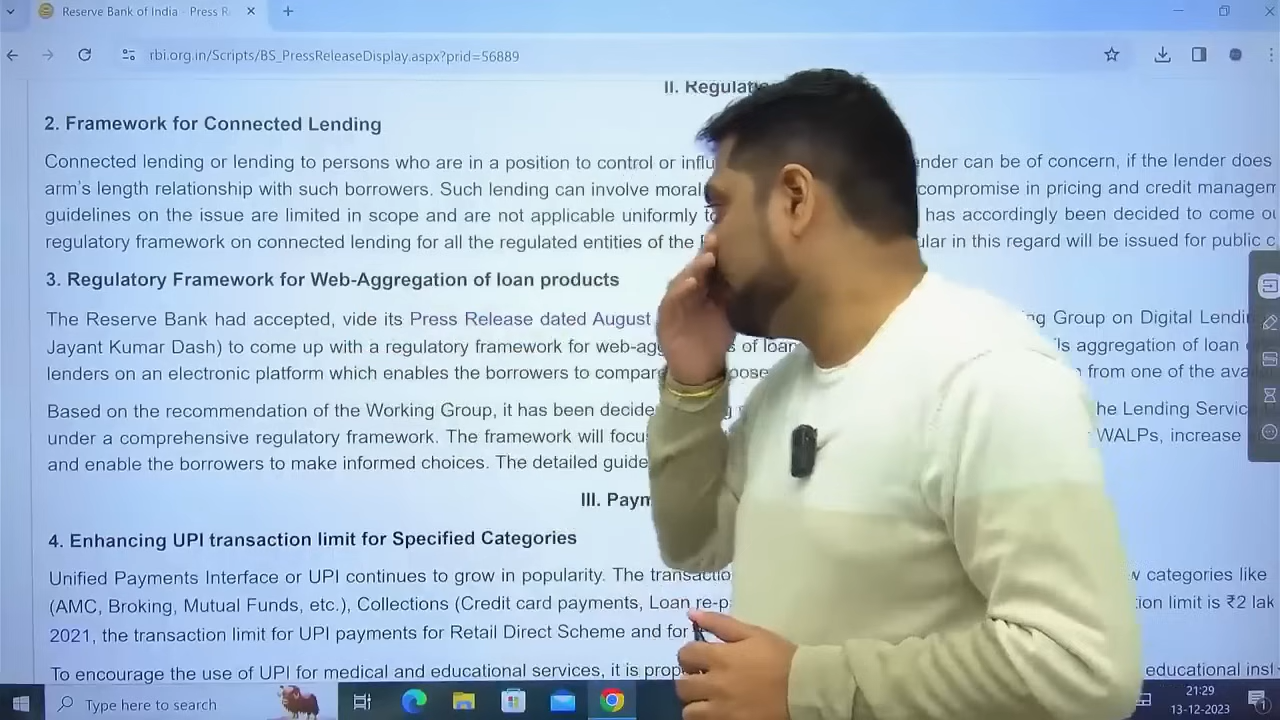 Reserve Bank of India - Press R
rbi.org.in/Scripts/BS_PressReleaseDisplay.aspx?prid=56889
II. Regulat
2. Framework for Connected Lending
Connected lending or lending to persons who are in a position to control or influ ender can be of concern, if the lender does
arm's length relationship with such borrowers. Such lending can involve moral compromise in pricing and credit managem
guidelines on the issue are limited in scope and are not applicable uniformly to has accordingly been decided to come ou
regulatory framework on connected lending for all the regulated entities of the ular in this regard will be issued for public c
3. Regulatory Framework for Web-Aggregation of loan products
The Reserve Bank had accepted, vide its Press Release dated August ng Group on Digital Lendi
Jayant Kumar Dash) to come up with a regulatory framework for web-agg s of loan ls aggregation of loan
lenders on an electronic platform which enables the borrowers to compar pose from one of the ava
Based on the recommendation of the Working Group, it has been decide g he Lending Servic
under a comprehensive regulatory framework. The framework will focu WALPs, increase
and enable the borrowers to make informed choices. The detailed guide
III. Paym
4. Enhancing UPI transaction limit for Specified Categories
Unified Payments Interface or UPI continues to grow in popularity. The transactio w categories like
(AMC, Broking, Mutual Funds, etc.), Collections (Credit card payments, Loan re-p ion limit is ₹2 lak
2021, the transaction limit for UPI payments for Retail Direct Scheme and for
To encourage the use of UPI for medical and educational services, it is prop educational inst
Type here to search
21:29
13-12-2023
1